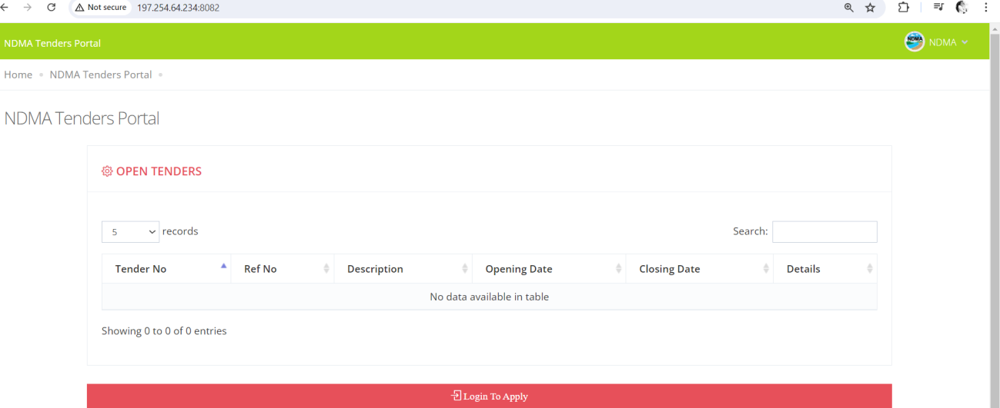 Not secure 197.254.64.234:8082
NDMA Tenders Portal NDMA NDMA
Home NDMA Tenders Portal
NDMA Tenders Portal
OPEN TENDERS
5 records Search:
Tender No Ref No Description Opening Date Closing Date Details
No data available in table
Showing 0 to 0 of 0 entries
Login To Apply